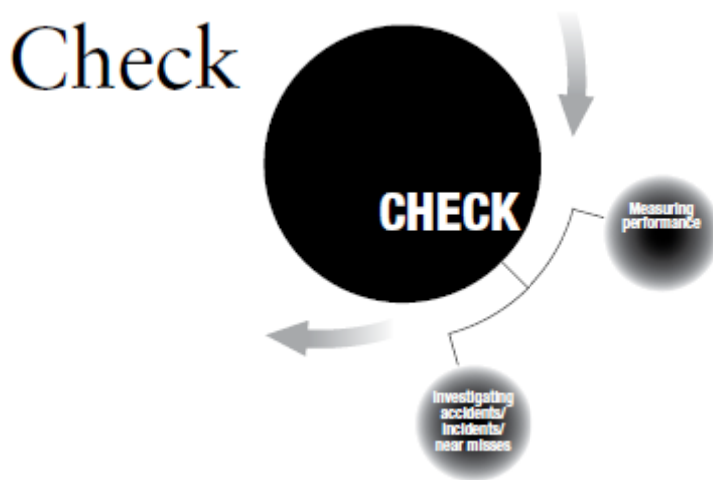 Check
CHECK
Measuring
performance
Investigating
accidents/
incidents/
near misses